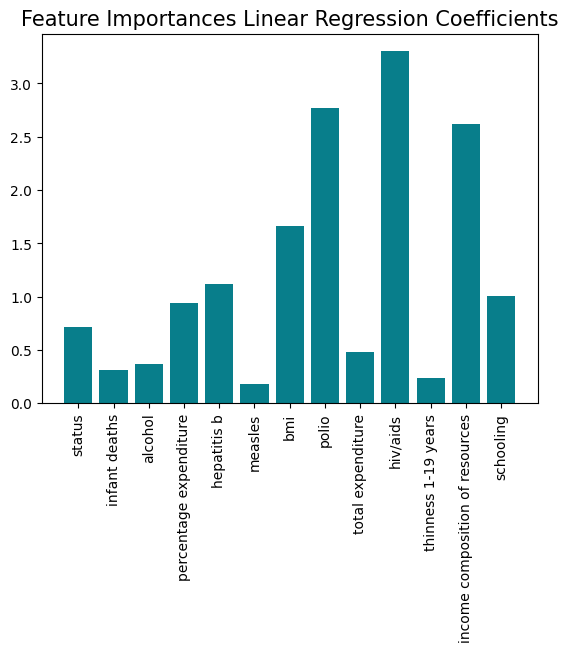 Feature Importances Linear Regression Coefficients
3.0
2.5
2.0
1.5
1.0
0.5
0.0
status
infant deaths
alcohol
percentage expenditure
hepatitis b
measles
bmi
polio
total expenditure
hiv/aids
thinness 1-19 years
income composition of resources
schooling